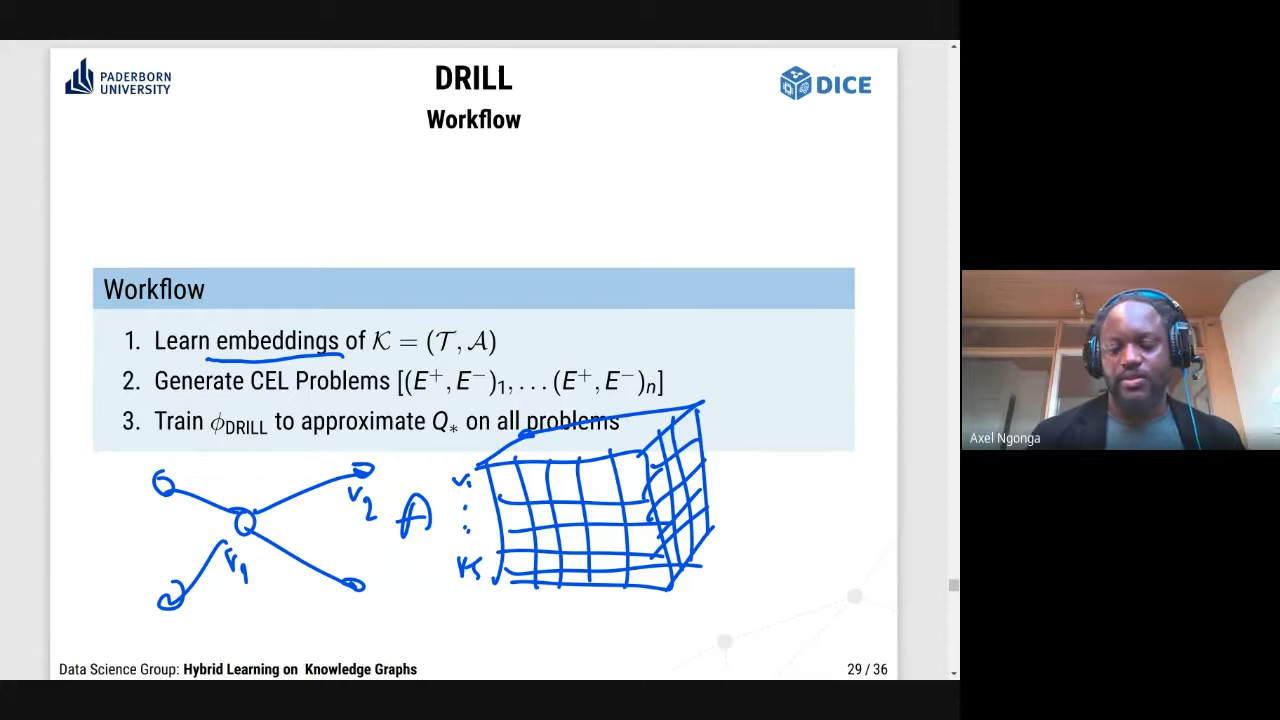 PADERBORN
UNIVERSITY
DRILL
DICE
Workflow
Workflow
1. Learn embeddings of 𝒦 = (𝒯, 𝒜)
2. Generate CEL Problems [(E⁺, E⁻)₁, … (E⁺, E⁻)ₙ]
3. Train ϕ_DRILL to approximate Q∗ on all problems
v₁
v₂
A
v₁
⋮
v₅
Axel Ngonga
Data Science Group: Hybrid Learning on Knowledge Graphs
29 / 36